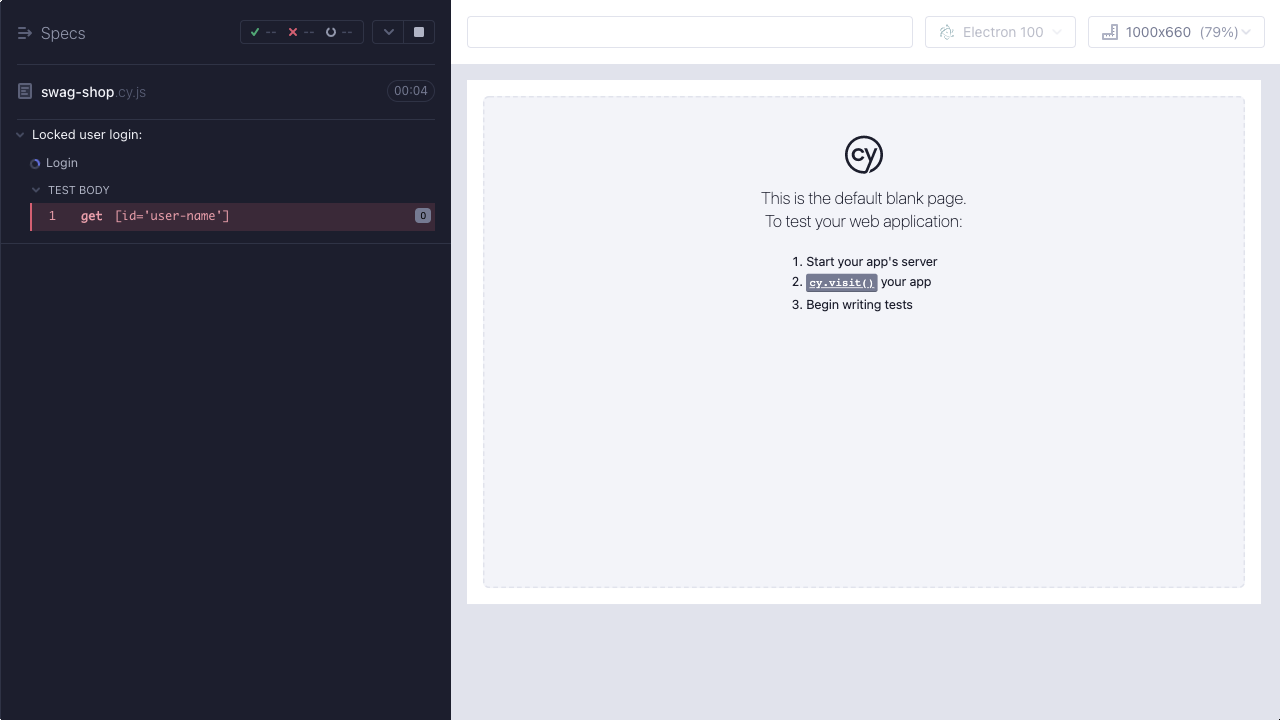 Specs
-- -- --
Electron 100
1000x660 (79%)
swag-shop.cy.js
00:04
Locked user login:
Login
TEST BODY
1 get [id='user-name'] 0
cy
This is the default blank page.
To test your web application:
1. Start your app's server
2. cy.visit() your app
3. Begin writing tests